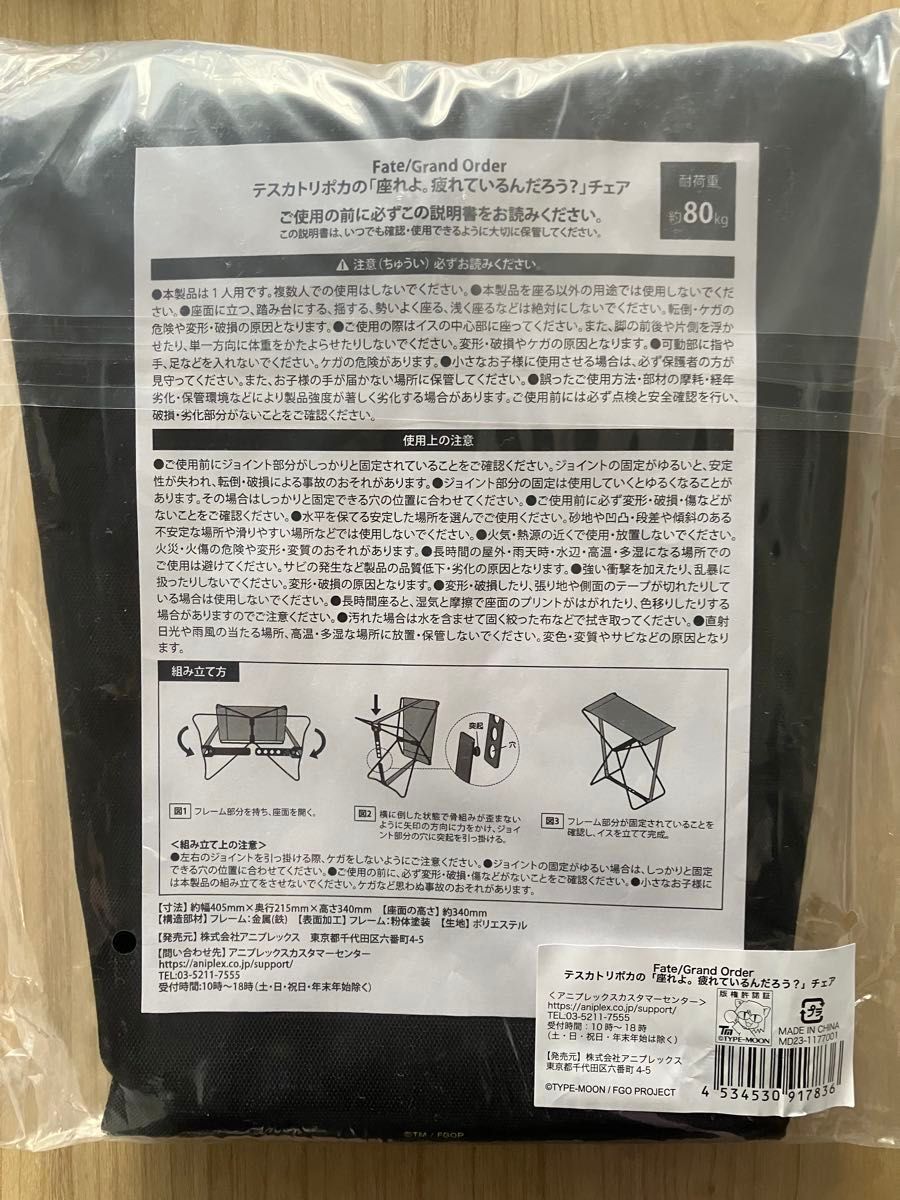 Fate/Grand Order
テスカトリポカの「座れよ。疲れているんだろう?」チェア
ご使用の前に必ずこの説明書をお読みください。
この説明書は、いつでも確認・使用できるように大切に保管してください。
耐荷重
約80kg
⚠ 注意(ちゅうい) 必ずお読みください。
●本製品は1人用です。複数人での使用はしないでください。●本製品を座る以外の用途では使用しないでくだ
さい。●座面に立つ、踏み台にする、揺する、勢いよく座る、浅く座るなどは絶対にしないでください。転倒・ケガの
危険や変形・破損の原因となります。●ご使用の際はイスの中心部に座ってください。また、脚の前後や片側を浮か
せたり、単一方向に体重をかたよらせたりしないでください。変形・破損やケガの原因となります。●可動部に指や
手、足などを入れないでください。ケガの危険があります。●小さなお子様に使用させる場合は、必ず保護者の方が
見守ってください。また、お子様の手が届かない場所に保管してください。●誤ったご使用方法・部材の摩耗・経年
劣化・保管環境などにより製品強度が著しく劣化する場合があります。ご使用前には必ず点検と安全確認を行い、
破損・劣化部分がないことをご確認ください。
使用上の注意
●ご使用前にジョイント部分がしっかりと固定されていることをご確認ください。ジョイントの固定がゆるいと、安定
性が失われ、転倒・破損による事故のおそれがあります。●ジョイント部分の固定は使用していくとゆるくなることが
あります。その場合はしっかりと固定できる穴の位置に合わせてください。●ご使用前に必ず変形・破損・傷などが
ないことをご確認ください。●水平を保てる安定した場所を選んでご使用ください。砂地や凹凸・段差や傾斜のある
不安定な場所や滑りやすい場所などでは使用しないでください。●火気・熱源の近くで使用・放置しないでください。
火災・火傷の危険や変形・変質のおそれがあります。●長時間の屋外・雨天時・水辺・高温・多湿になる場所での
ご使用は避けてください。サビの発生など製品の品質低下・劣化の原因となります。●強い衝撃を加えたり、乱暴に
扱ったりしないでください。変形・破損の原因となります。●変形・破損したり、張り地や側面のテープが切れたりして
いる場合は使用しないでください。●長時間座ると、湿気と摩擦で座面のプリントがはがれたり、色移りしたりする
場合がありますのでご注意ください。●汚れた場合は水を含ませて固く絞った布などで拭き取ってください。●直射
日光や雨風の当たる場所、高温・多湿な場所に放置・保管しないでください。変色・変質やサビなどの原因となりま
す。
組み立て方
突起
穴
図1 フレーム部分を持ち、座面を開く。
図2 横に倒した状態で骨組みが歪まない
ように矢印の方向に力をかけ、ジョイ
ント部分の穴に突起を引っ掛ける。
図3 フレーム部分が固定されていることを
確認し、イスを立てて完成。
<組み立て上の注意>
●左右のジョイントを引っ掛ける際、ケガをしないようにご注意ください。●ジョイントの固定がゆるい場合は、しっかりと固定
できる穴の位置に合わせてください。●ご使用の前に、必ず変形・破損・傷などがないことをご確認ください。●小さなお子様に
は本製品の組み立てをさせないでください。ケガなど思わぬ事故のおそれがあります。
【寸法】約幅405mm×奥行215mm×高さ340mm 【座面の高さ】約340mm
【構造部材】フレーム:金属(鉄) 【表面加工】フレーム:粉体塗装 【生地】ポリエステル
【発売元】株式会社アニプレックス 東京都千代田区六番町4-5
【問い合わせ先】アニプレックスカスタマーセンター
https://aniplex.co.jp/support/
TEL:03-5211-7555
受付時間:10時〜18時(土・日・祝日・年末年始除く)
Fate/Grand Order
テスカトリポカの「座れよ。疲れているんだろう?」チェア
<アニプレックスカスタマーセンター>
https://aniplex.co.jp/support/
TEL:03-5211-7555
受付時間:10時〜18時
(土・日・祝日・年末年始は除く)
【発売元】株式会社アニプレックス
東京都千代田区六番町 4-5
©TYPE-MOON / FGO PROJECT
版権許諾証
TM
©TYPE-MOON
プラ
MADE IN CHINA
MD23-1177001
4 534530 917836
©TM / FGOP